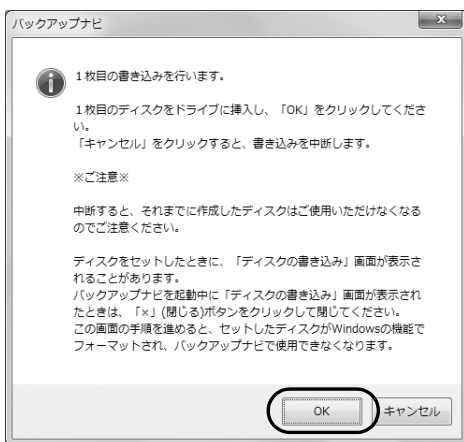 バックアップナビ
x
1枚目の書き込みを行います。
1枚目のディスクをドライブに挿入し、「OK」をクリックしてくださ
い。
「キャンセル」をクリックすると、書き込みを中断します。
※ご注意※
中断すると、それまでに作成したディスクはご使用いただけなくなる
のでご注意ください。
ディスクをセットしたときに、「ディスクの書き込み」画面が表示さ
れることがあります。
バックアップナビを起動中に「ディスクの書き込み」画面が表示され
たときは、「×」(閉じる)ボタンをクリックして閉じてください。
この画面の手順を進めると、セットしたディスクがWindowsの機能で
フォーマットされ、バックアップナビで使用できなくなります。
OK
キャンセル